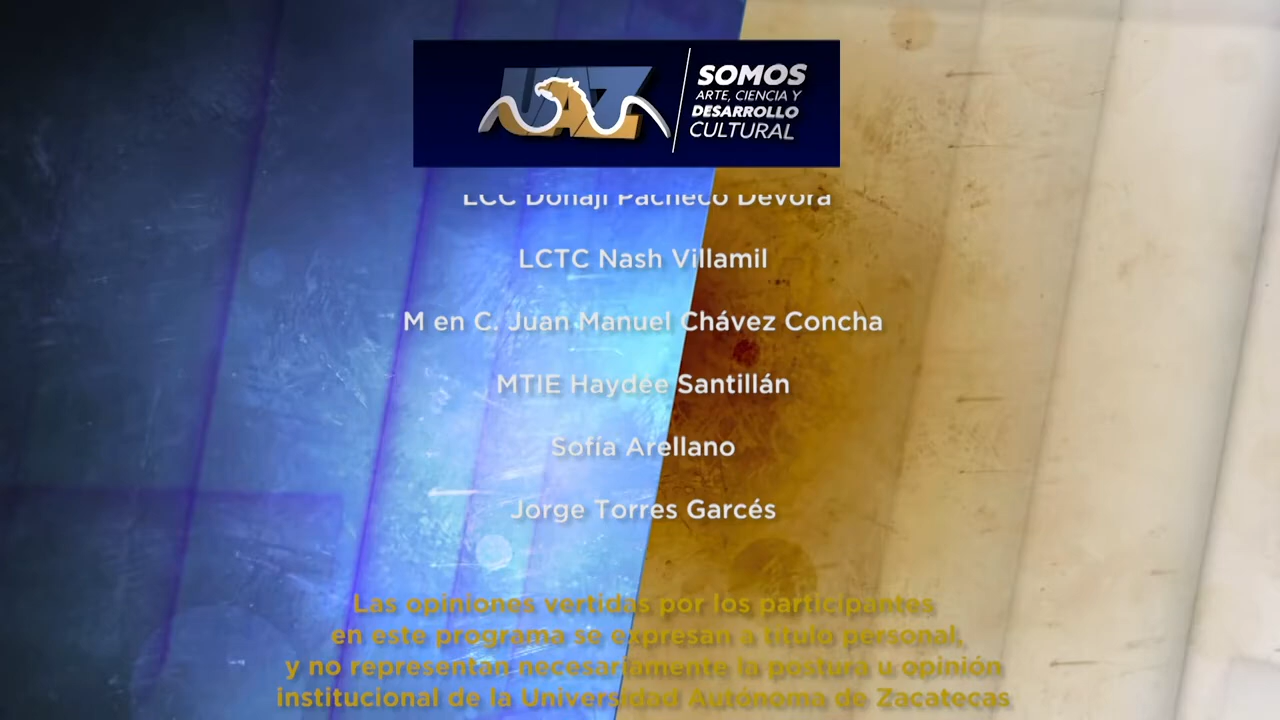 UAZ
SOMOS
ARTE, CIENCIA Y
DESARROLLO
CULTURAL
LCC Donají Pacheco Dévora
LCTC Nash Villamil
M en C. Juan Manuel Chávez Concha
MTIE Haydée Santillán
Sofía Arellano
Jorge Torres Garcés
Las opiniones vertidas por los participantes
en este programa se expresan a título personal,
y no representan necesariamente la postura u opinión
institucional de la Universidad Autónoma de Zacatecas